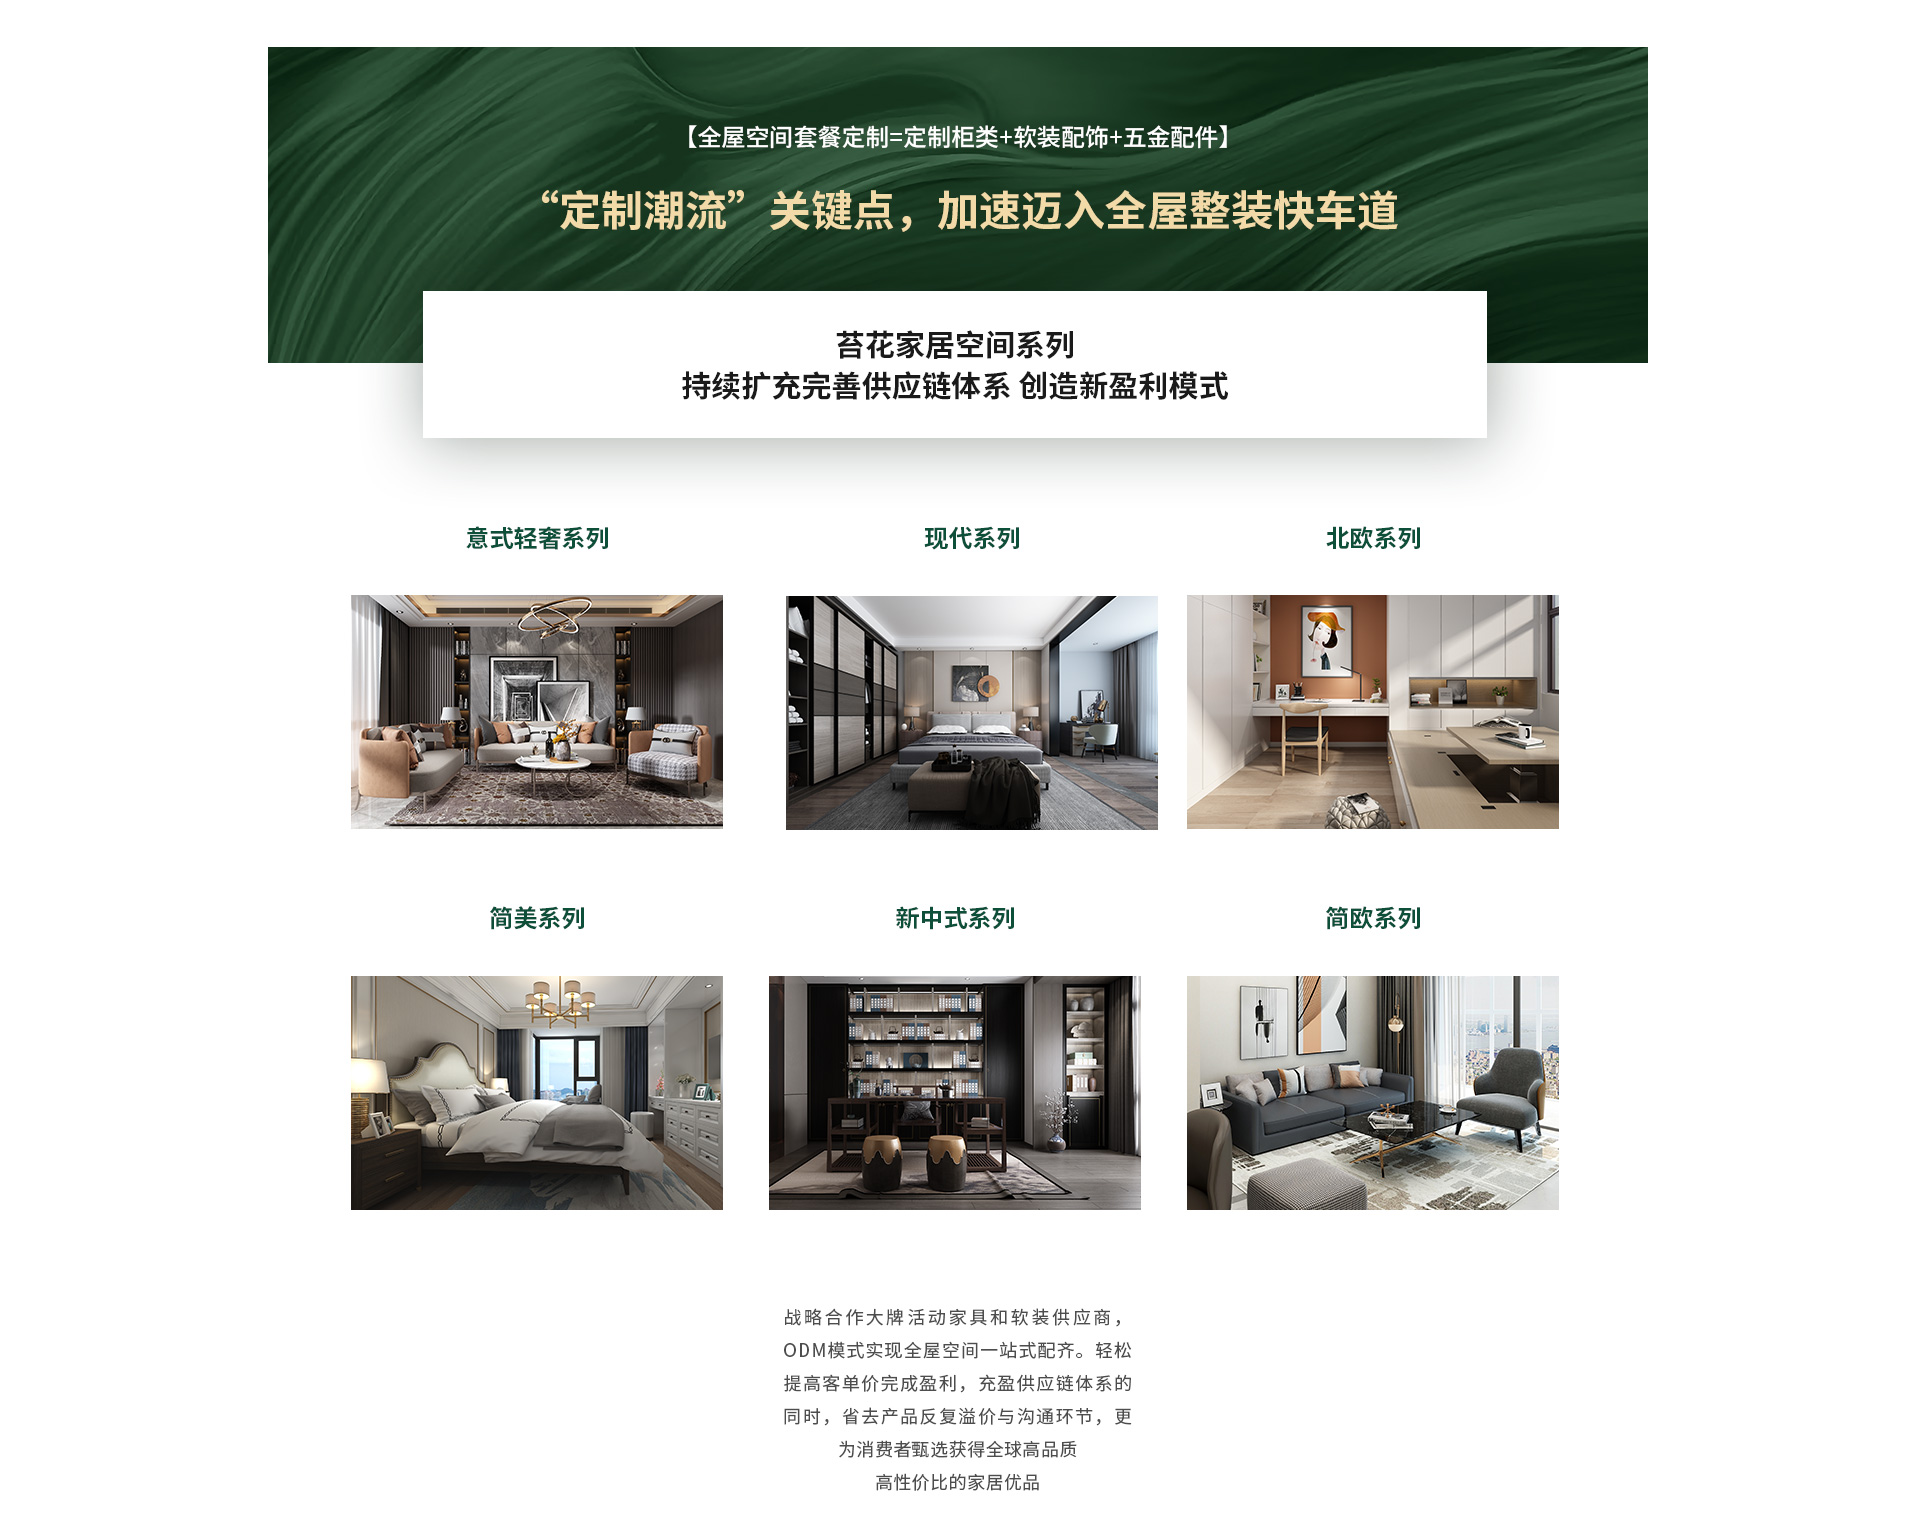 【全屋空间套餐定制=定制柜类+软装配饰+五金配件】
“定制潮流”关键点，加速迈入全屋整装快车道
苔花家居空间系列
持续扩充完善供应链体系 创造新盈利模式
意式轻奢系列
现代系列
北欧系列
简美系列
新中式系列
简欧系列
战略合作大牌活动家具和软装供应商，
ODM模式实现全屋空间一站式配齐。轻松
提高客单价完成盈利，充盈供应链体系的
同时，省去产品反复溢价与沟通环节，更
为消费者甄选获得全球高品质
高性价比的家居优品